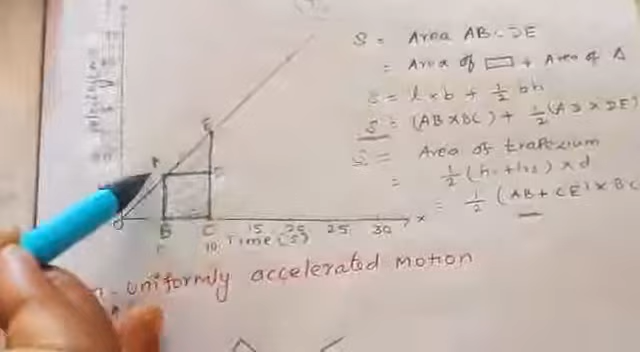 S = Area ABCDE
= Area of ▭ + Area of Δ
S = l x b + 1/2 bh
S = (AB x BC) + 1/2 (AD x DE)
S = Area of trapezium
= 1/2 (h₁ + h₂) x d
= 1/2 (AB + CE) x BC
A
E
D
O
B
C
15
25
30
x
10
Time (s)
uniformly accelerated motion